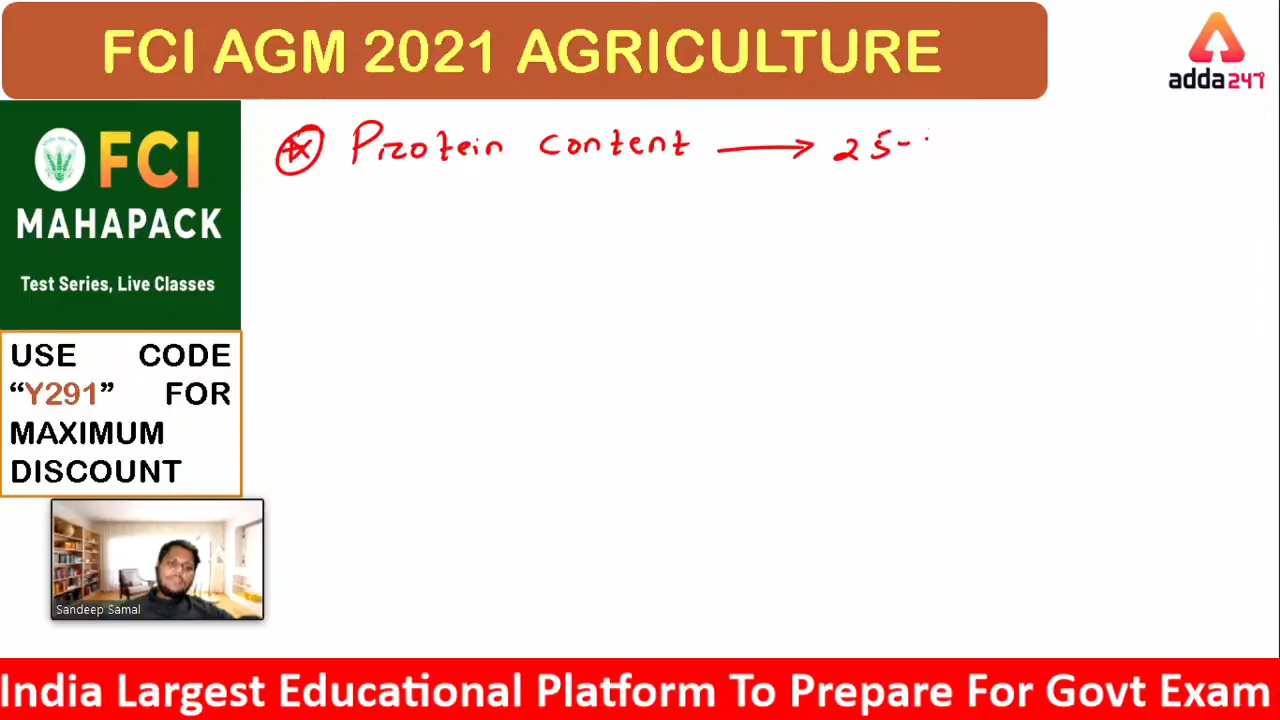 FCI AGM 2021 AGRICULTURE
adda247
FCI
MAHAPACK
Test Series, Live Classes
Protein content → 25-
USE CODE
“Y291” FOR
MAXIMUM
DISCOUNT
Sandeep Samal
India Largest Educational Platform To Prepare For Govt Exam